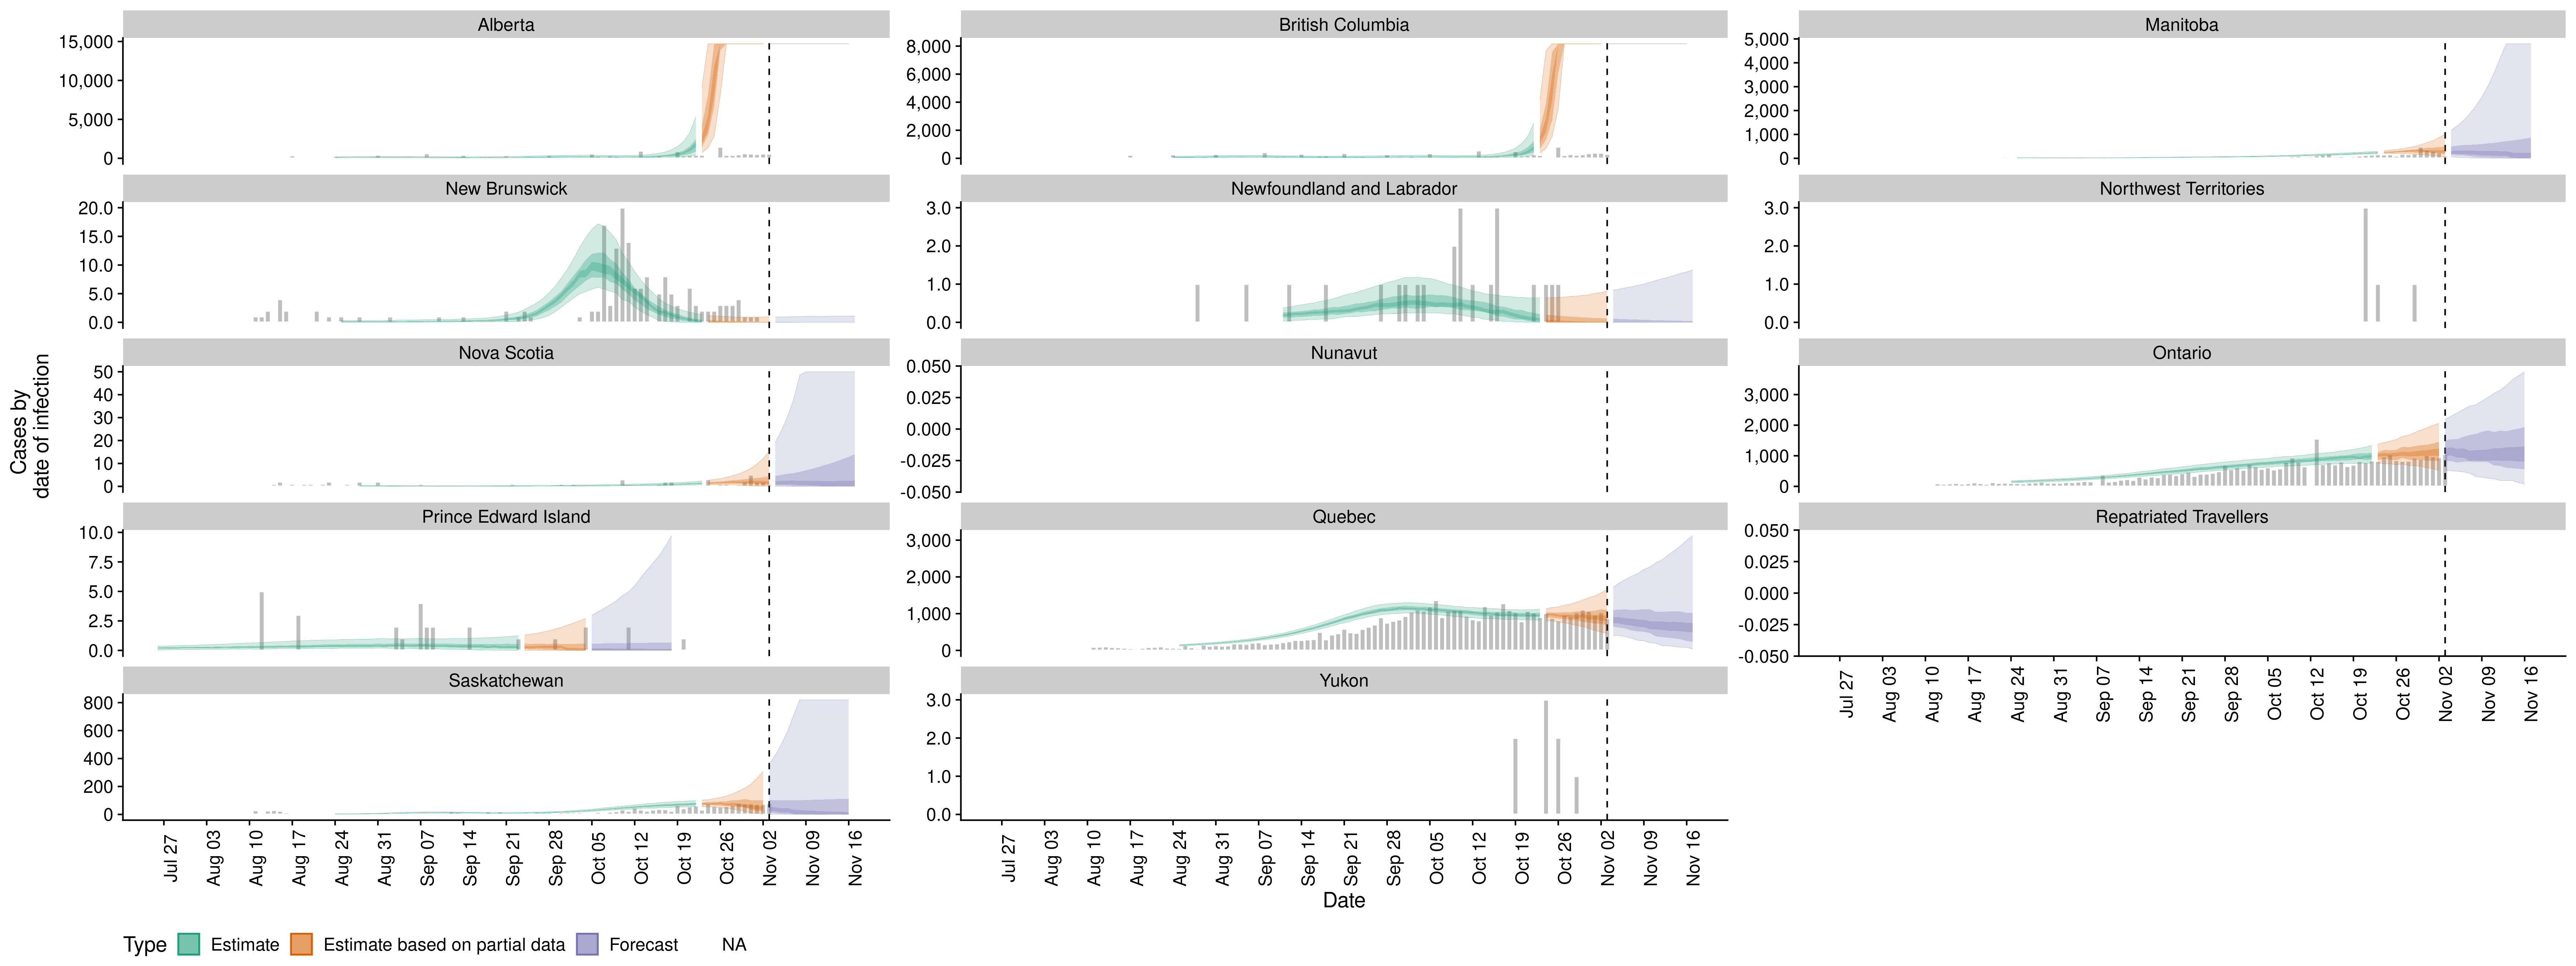 Alberta
British Columbia
Manitoba
15,000
10,000
5,000
0
8,000
6,000
4,000
2,000
0
5,000
4,000
3,000
2,000
1,000
0
New Brunswick
Newfoundland and Labrador
Northwest Territories
20.0
15.0
10.0
5.0
0.0
3.0
2.0
1.0
0.0
3.0
2.0
1.0
0.0
Nova Scotia
Nunavut
Ontario
50
40
30
20
10
0
0.050
0.025
0.000
-0.025
-0.050
3,000
2,000
1,000
0
Cases by
date of infection
Prince Edward Island
Quebec
Repatriated Travellers
10.0
7.5
5.0
2.5
0.0
3,000
2,000
1,000
0
0.050
0.025
0.000
-0.025
-0.050
Jul 27
Aug 03
Aug 10
Aug 17
Aug 24
Aug 31
Sep 07
Sep 14
Sep 21
Sep 28
Oct 05
Oct 12
Oct 19
Oct 26
Nov 02
Nov 09
Nov 16
Saskatchewan
Yukon
800
600
400
200
0
3.0
2.0
1.0
0.0
Jul 27
Aug 03
Aug 10
Aug 17
Aug 24
Aug 31
Sep 07
Sep 14
Sep 21
Sep 28
Oct 05
Oct 12
Oct 19
Oct 26
Nov 02
Nov 09
Nov 16
Jul 27
Aug 03
Aug 10
Aug 17
Aug 24
Aug 31
Sep 07
Sep 14
Sep 21
Sep 28
Oct 05
Oct 12
Oct 19
Oct 26
Nov 02
Nov 09
Nov 16
Date
Type Estimate Estimate based on partial data Forecast NA